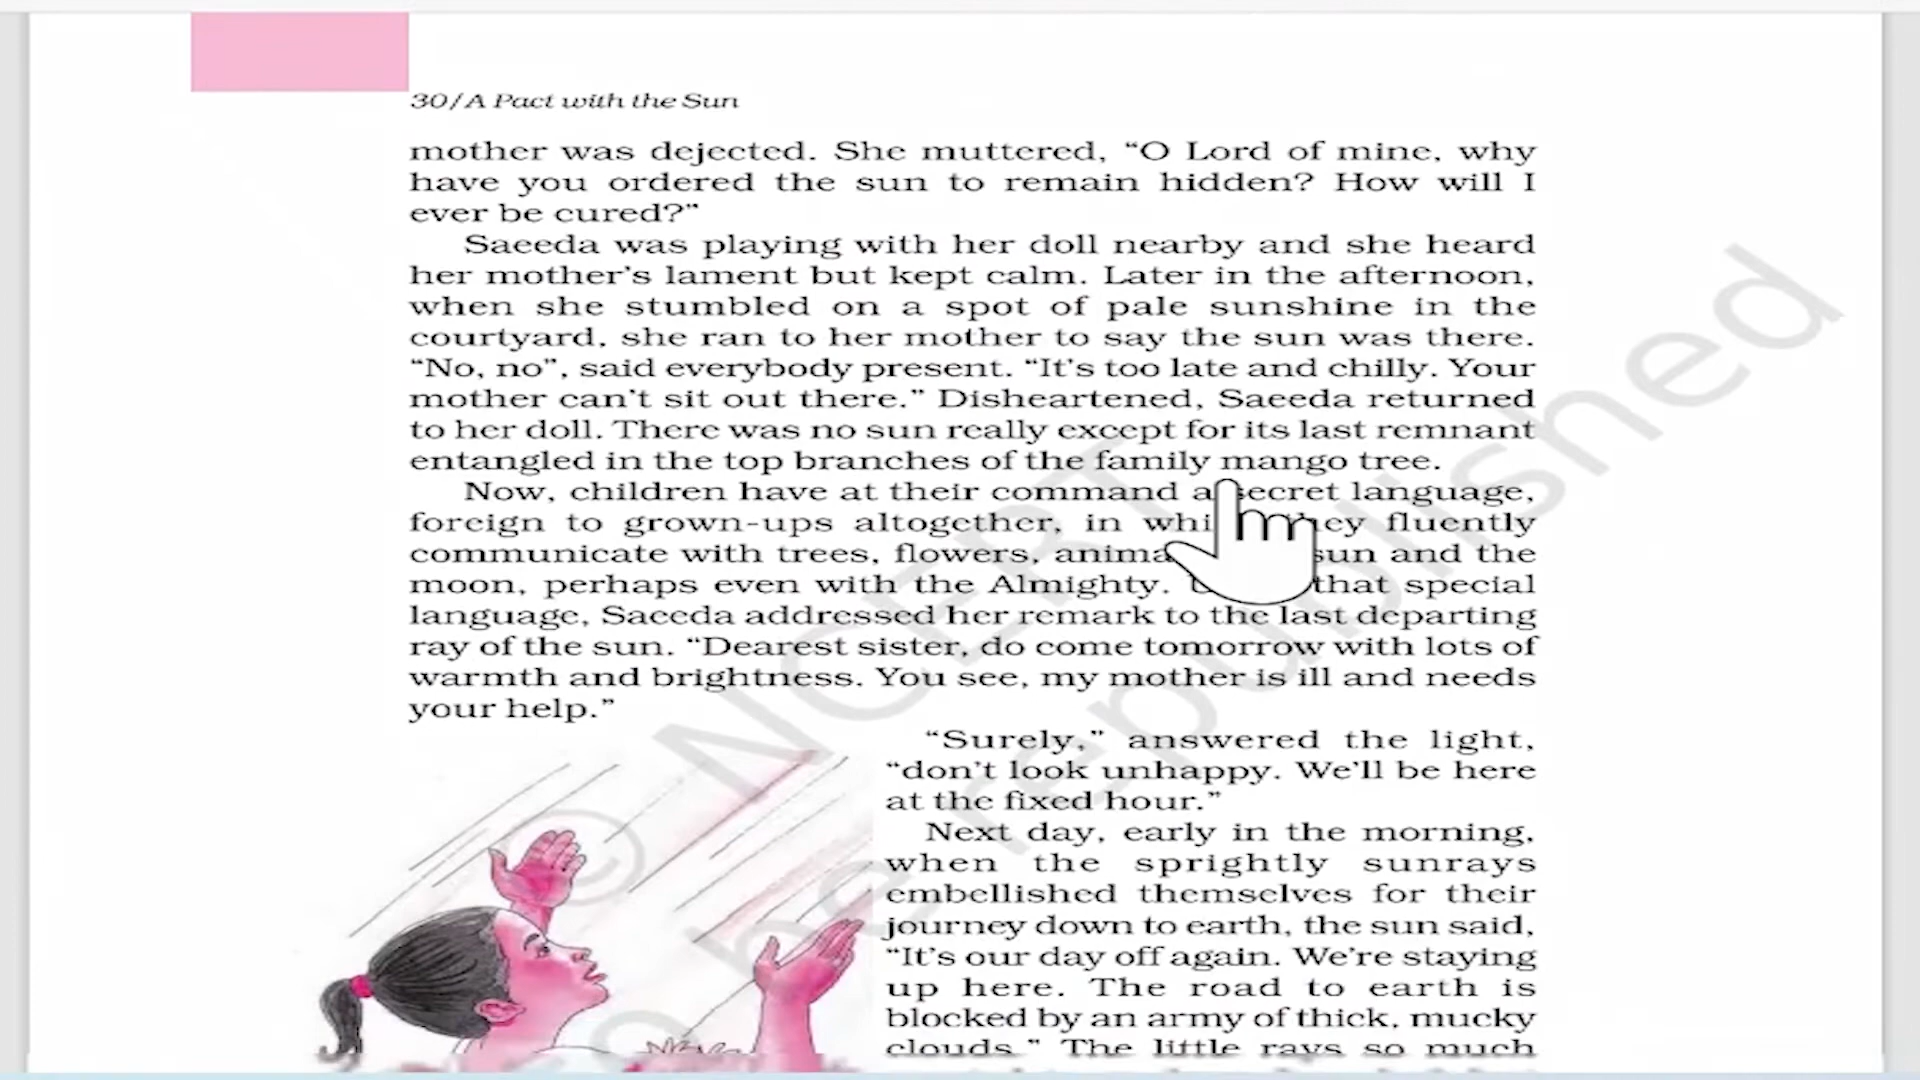 30/A Pact with the Sun
mother was dejected. She muttered, “O Lord of mine, why
have you ordered the sun to remain hidden? How will I
ever be cured?”
Saeeda was playing with her doll nearby and she heard
her mother’s lament but kept calm. Later in the afternoon,
when she stumbled on a spot of pale sunshine in the
courtyard, she ran to her mother to say the sun was there.
“No, no”, said everybody present. “It’s too late and chilly. Your
mother can’t sit out there.” Disheartened, Saeeda returned
to her doll. There was no sun really except for its last remnant
entangled in the top branches of the family mango tree.
Now, children have at their command a secret language,
foreign to grown-ups altogether, in they fluently
communicate with trees, flowers, sun and the
moon, perhaps even with the Almighty. that special
language, Saeeda addressed her remark to the last departing
ray of the sun. “Dearest sister, do come tomorrow with lots of
warmth and brightness. You see, my mother is ill and needs
your help.”
“Surely,” answered the light,
“don’t look unhappy. We’ll be here
at the fixed hour.”
Next day, early in the morning,
when the sprightly sunrays
embellished themselves for their
journey down to earth, the sun said,
“It’s our day off again. We’re staying
up here. The road to earth is
blocked by an army of thick, mucky
clouds.” The little rays so much
© NCERT
be republished